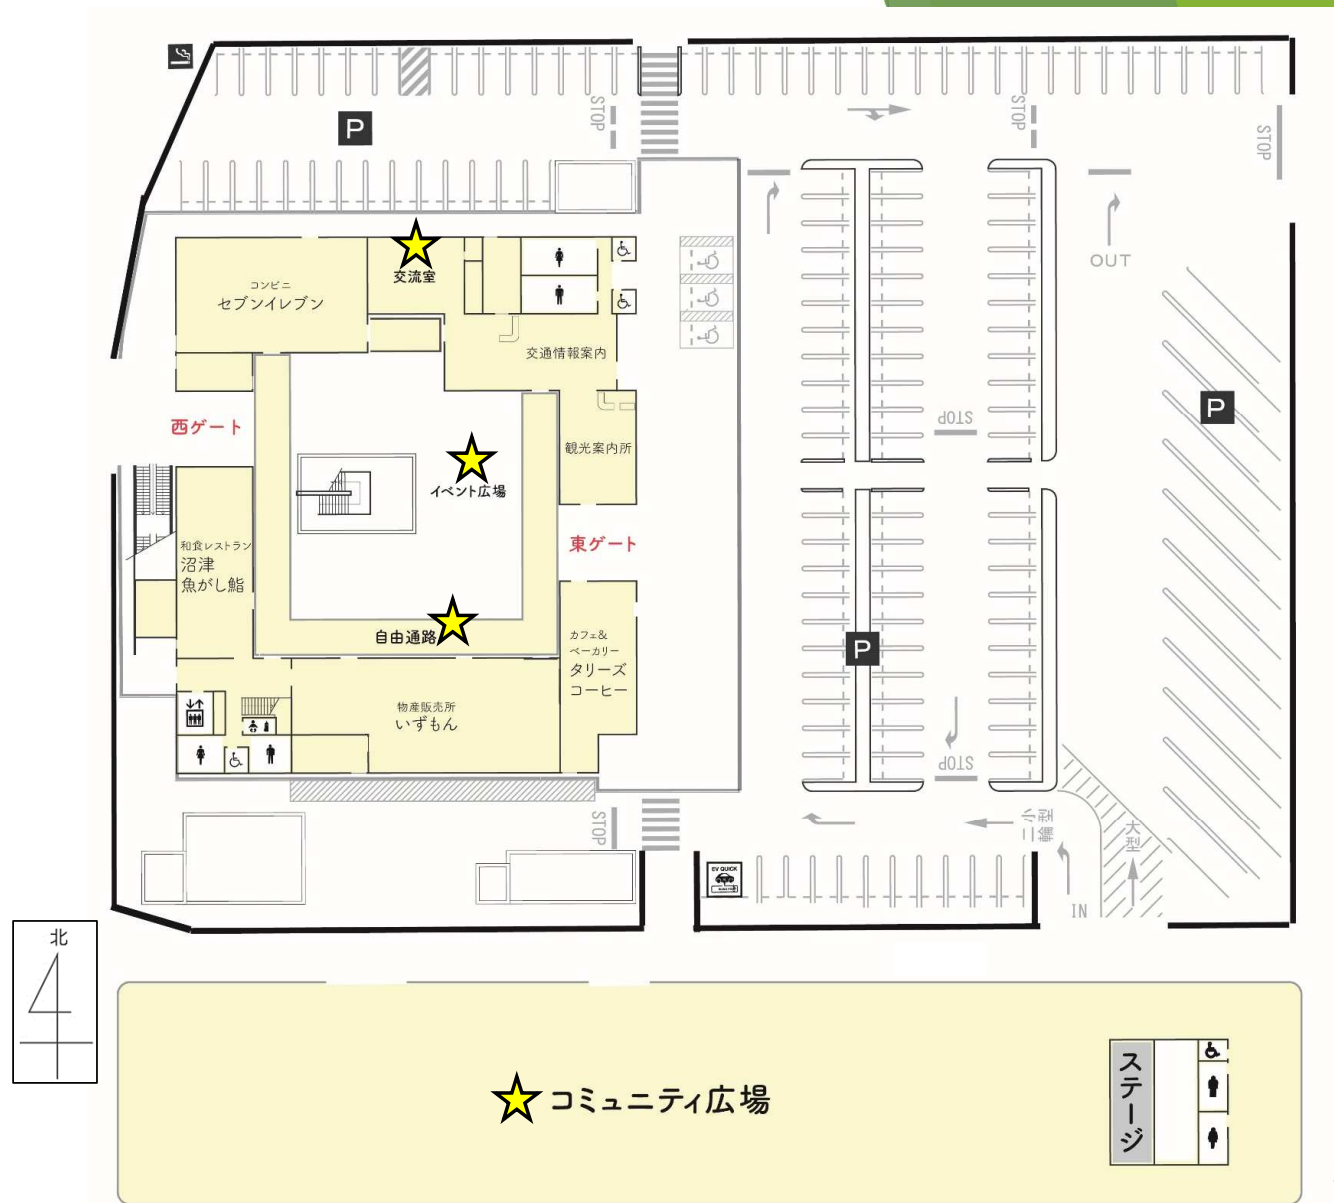 P
STOP
STOP
STOP
交流室
コンビニ
セブンイレブン
交通情報案内
OUT
西ゲート
観光案内所
STOP
P
イベント広場
東ゲート
和食レストラン
沼津
魚がし鮨
自由通路
カフェ&
ベーカリー
タリーズ
コーヒー
P
物産販売所
いずもん
STOP
STOP
小型
二輪
大型
EV QUICK
IN
北
コミュニティ広場
ステージ